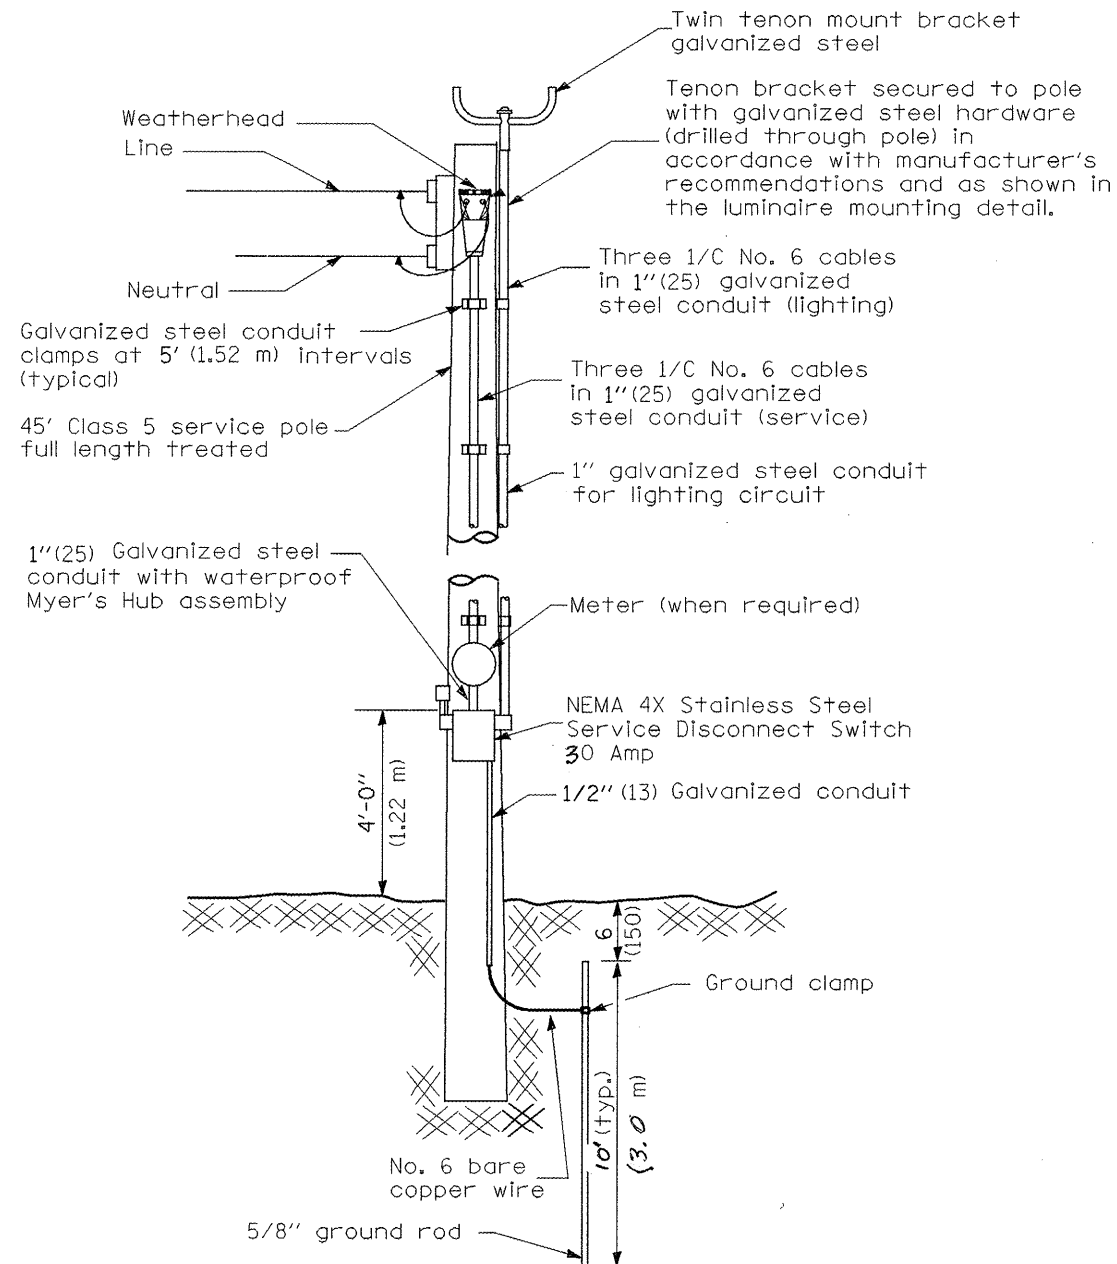 Twin tenon mount bracket
galvanized steel
Tenon bracket secured to pole
with galvanized steel hardware
(drilled through pole) in
accordance with manufacturer's
recommendations and as shown in
the luminaire mounting detail.
Weatherhead
Line
Neutral
Three 1/C No. 6 cables
in 1"(25) galvanized
steel conduit (lighting)
Galvanized steel conduit
clamps at 5' (1.52 m) intervals
(typical)
Three 1/C No. 6 cables
in 1"(25) galvanized
steel conduit (service)
45' Class 5 service pole
full length treated
1" galvanized steel conduit
for lighting circuit
1"(25) Galvanized steel
conduit with waterproof
Myer's Hub assembly
Meter (when required)
NEMA 4X Stainless Steel
Service Disconnect Switch
30 Amp
1/2" (13) Galvanized conduit
4'-0"
(1.22 m)
6
(150)
Ground clamp
10' (typ.)
(3.0 m)
No. 6 bare
copper wire
5/8" ground rod